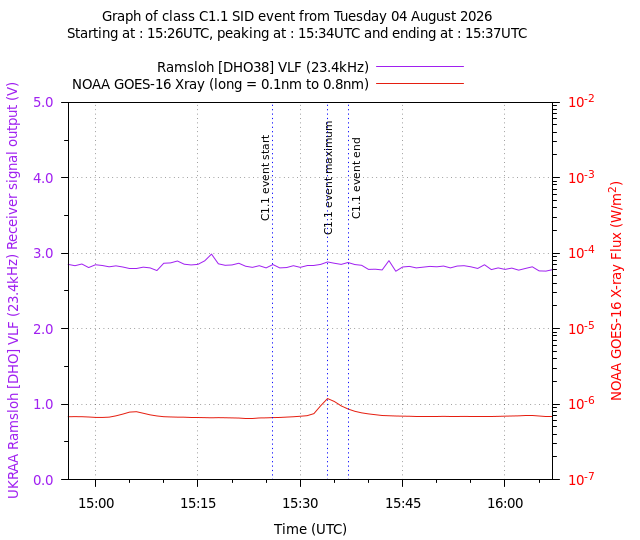 Graph of class C1.1 SID event from Tuesday 04 August 2026
Starting at : 15:26UTC, peaking at : 15:34UTC and ending at : 15:37UTC
Ramsloh [DHO38] VLF (23.4kHz)
NOAA GOES-16 Xray (long = 0.1nm to 0.8nm)
UKRAA Ramsloh [DHO] VLF (23.4kHz) Receiver signal output (V)
5.0
4.0
3.0
2.0
1.0
0.0
C1.1 event start
C1.1 event maximum
C1.1 event end
10-2
10-3
10-4
10-5
10-6
10-7
NOAA GOES-16 X-ray Flux (W/m2)
15:00 15:15 15:30 15:45 16:00
Time (UTC)